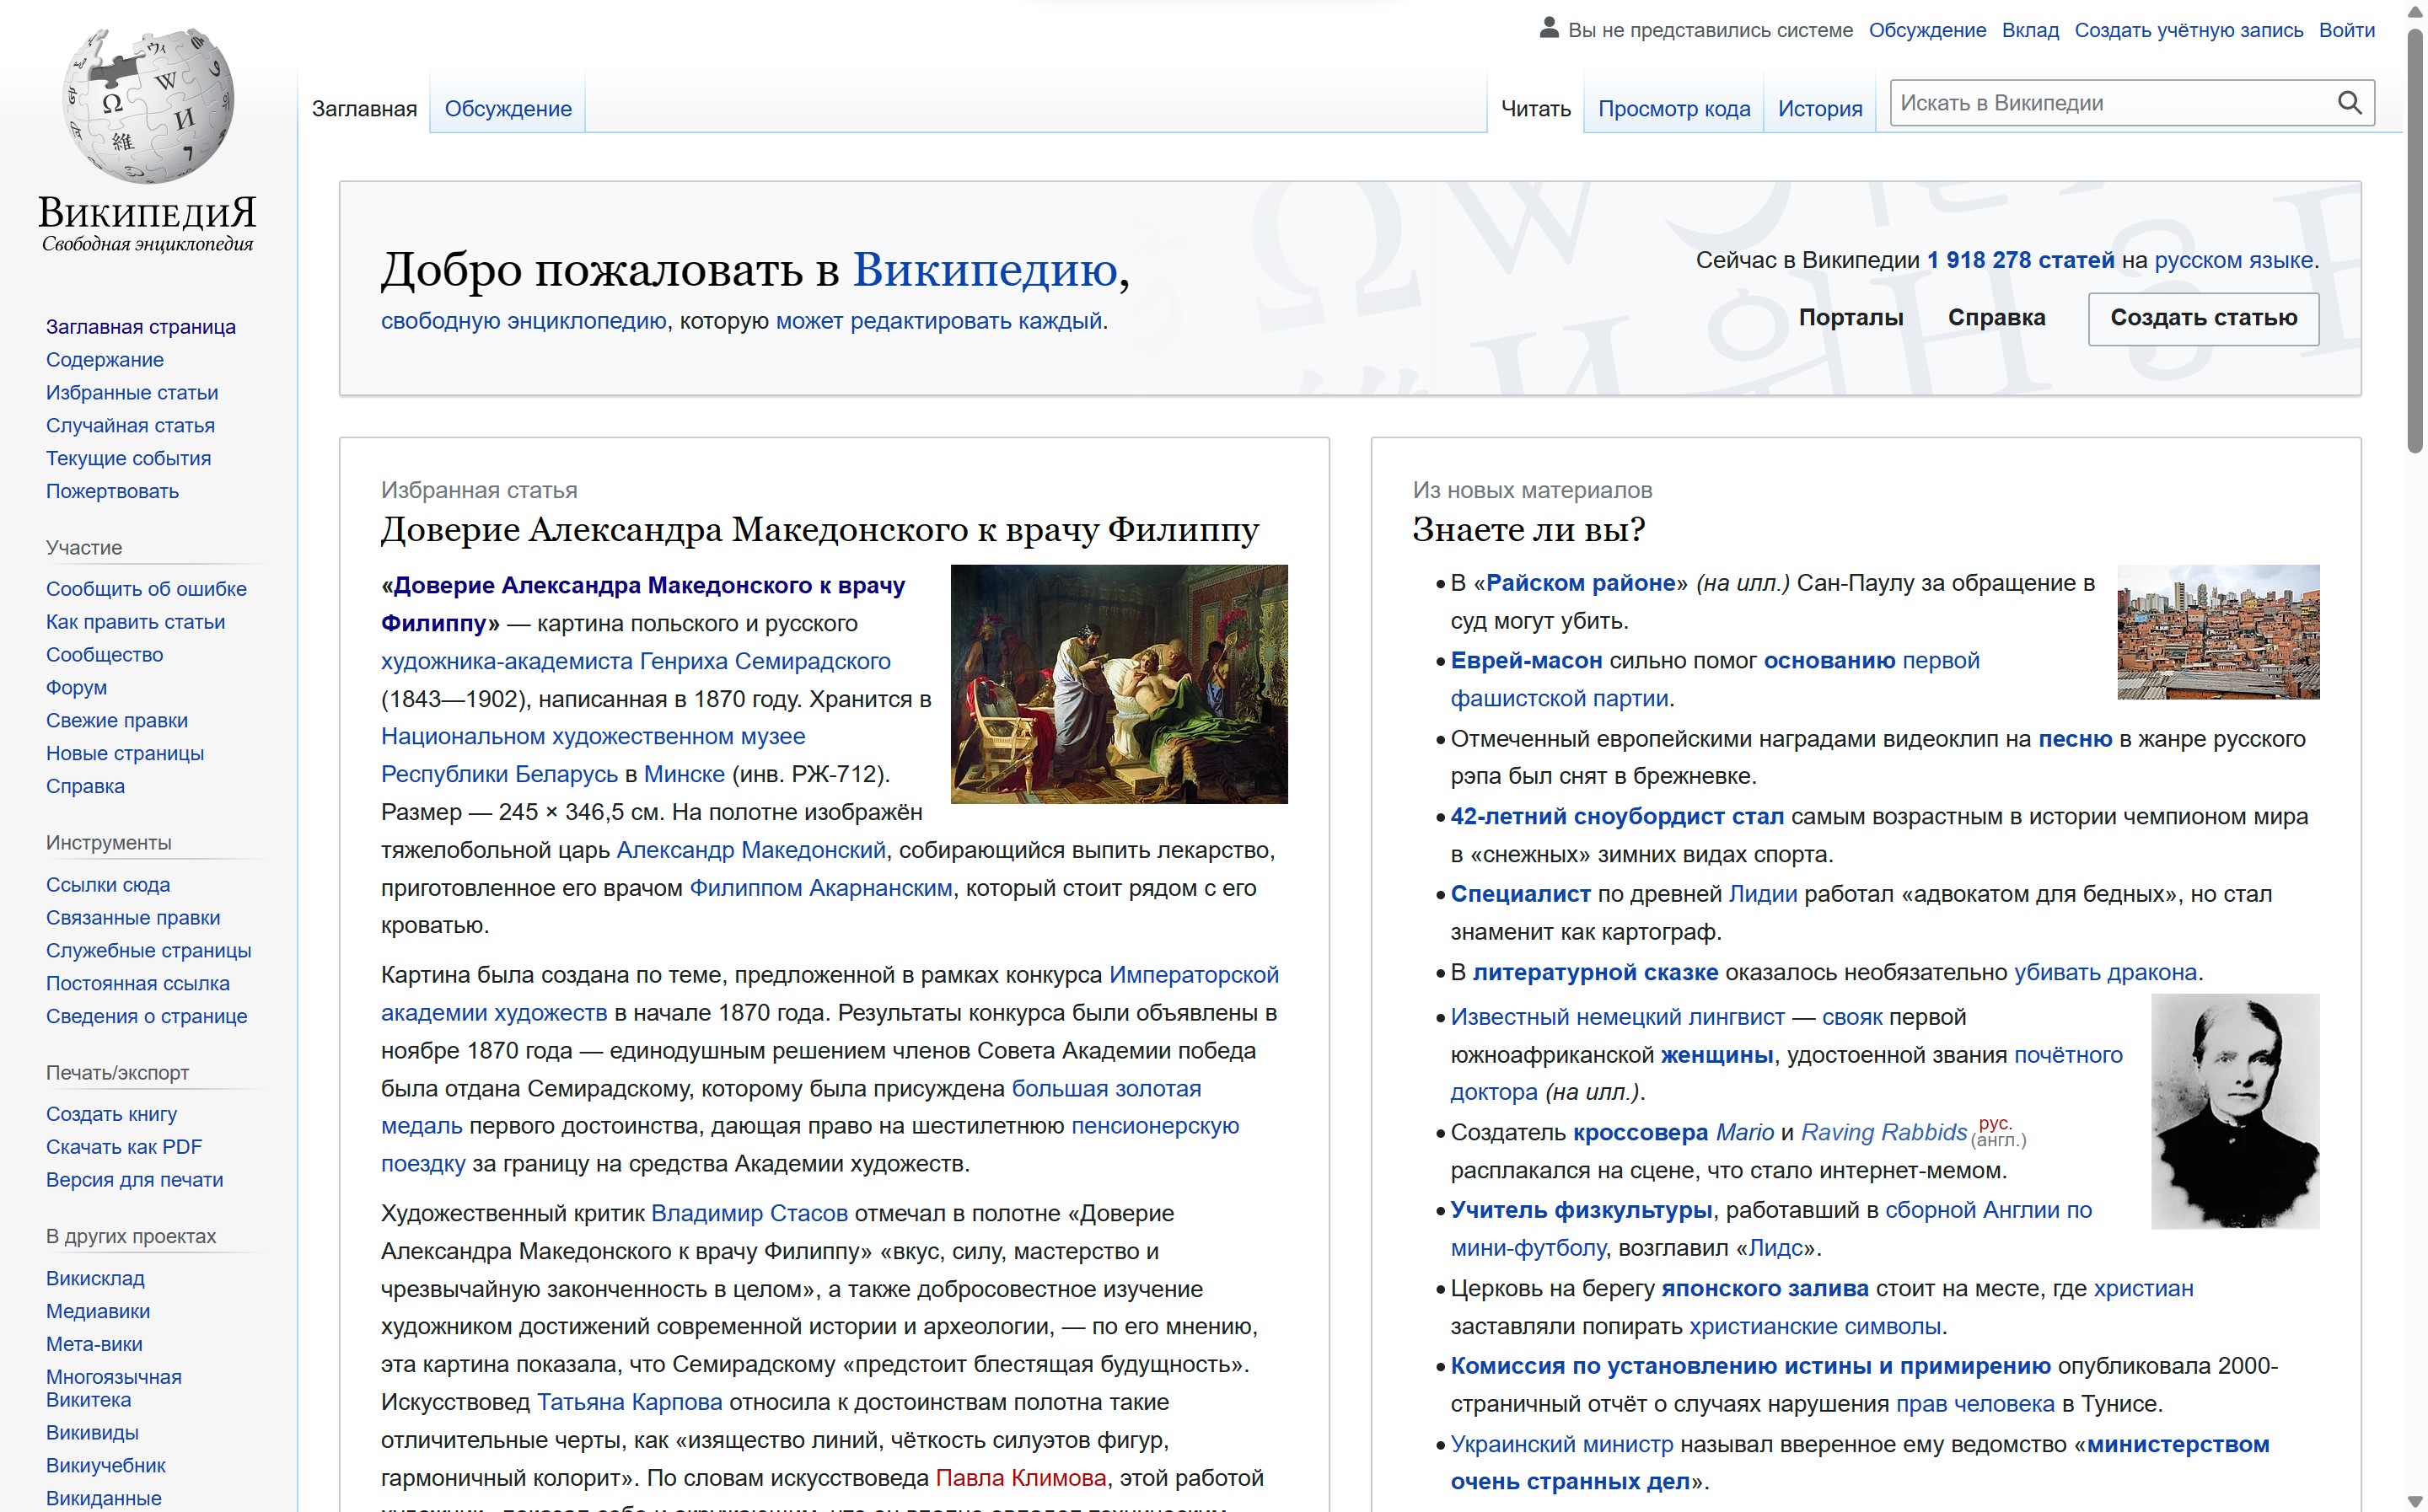 Вы не представились системе Обсуждение Вклад Создать учётную запись Войти
Заглавная Обсуждение Читать Просмотр кода История Искать в Википедии
ВикипедиЯ
Свободная энциклопедия
Заглавная страница
Содержание
Избранные статьи
Случайная статья
Текущие события
Пожертвовать
Участие
Сообщить об ошибке
Как править статьи
Сообщество
Форум
Свежие правки
Новые страницы
Справка
Инструменты
Ссылки сюда
Связанные правки
Служебные страницы
Постоянная ссылка
Сведения о странице
Печать/экспорт
Создать книгу
Скачать как PDF
Версия для печати
В других проектах
Викисклад
Медиавики
Мета-вики
Многоязычная
Викитека
Викивиды
Викиучебник
Викиданные
Добро пожаловать в Википедию,
свободную энциклопедию, которую может редактировать каждый.
Сейчас в Википедии 1 918 278 статей на русском языке.
Порталы Справка Создать статью
Избранная статья
Доверие Александра Македонского к врачу Филиппу
«Доверие Александра Македонского к врачу
Филиппу» — картина польского и русского
художника-академиста Генриха Семирадского
(1843—1902), написанная в 1870 году. Хранится в
Национальном художественном музее
Республики Беларусь в Минске (инв. РЖ-712).
Размер — 245 × 346,5 см. На полотне изображён
тяжелобольной царь Александр Македонский, собирающийся выпить лекарство,
приготовленное его врачом Филиппом Акарнанским, который стоит рядом с его
кроватью.
Картина была создана по теме, предложенной в рамках конкурса Императорской
академии художеств в начале 1870 года. Результаты конкурса были объявлены в
ноябре 1870 года — единодушным решением членов Совета Академии победа
была отдана Семирадскому, которому была присуждена большая золотая
медаль первого достоинства, дающая право на шестилетнюю пенсионерскую
поездку за границу на средства Академии художеств.
Художественный критик Владимир Стасов отмечал в полотне «Доверие
Александра Македонского к врачу Филиппу» «вкус, силу, мастерство и
чрезвычайную законченность в целом», а также добросовестное изучение
художником достижений современной истории и археологии, — по его мнению,
эта картина показала, что Семирадскому «предстоит блестящая будущность».
Искусствовед Татьяна Карпова относила к достоинствам полотна такие
отличительные черты, как «изящество линий, чёткость силуэтов фигур,
гармоничный колорит». По словам искусствоведа Павла Климова, этой работой
Из новых материалов
Знаете ли вы?
В «Райском районе» (на илл.) Сан-Паулу за обращение в
суд могут убить.
Еврей-масон сильно помог основанию первой
фашистской партии.
Отмеченный европейскими наградами видеоклип на песню в жанре русского
рэпа был снят в брежневке.
42-летний сноубордист стал самым возрастным в истории чемпионом мира
в «снежных» зимних видах спорта.
Специалист по древней Лидии работал «адвокатом для бедных», но стал
знаменит как картограф.
В литературной сказке оказалось необязательно убивать дракона.
Известный немецкий лингвист — свояк первой
южноафриканской женщины, удостоенной звания почётного
доктора (на илл.).
Создатель кроссовера Mario и Raving Rabbids рус. (англ.)
расплакался на сцене, что стало интернет-мемом.
Учитель физкультуры, работавший в сборной Англии по
мини-футболу, возглавил «Лидс».
Церковь на берегу японского залива стоит на месте, где христиан
заставляли попирать христианские символы.
Комиссия по установлению истины и примирению опубликовала 2000-
страничный отчёт о случаях нарушения прав человека в Тунисе.
Украинский министр называл вверенное ему ведомство «министерством
очень странных дел».